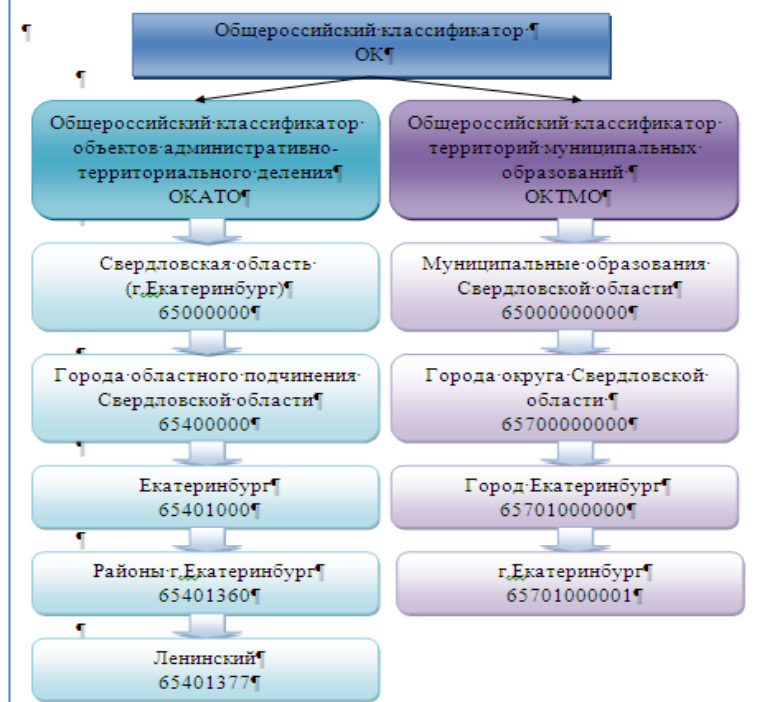 Общероссийский классификатор
ОК
Общероссийский классификатор
объектов административно-
территориального деления
ОКАТО
Свердловская область
(г.Екатеринбург)
65000000
Города областного подчинения
Свердловской области
65400000
Екатеринбург
65401000
Районы г.Екатеринбург
65401360
Ленинский
65401377
Общероссийский классификатор
территорий муниципальных
образований
ОКТМО
Муниципальные образования
Свердловской области
65000000000
Города округа Свердловской
области
65700000000
Город Екатеринбург
65701000000
г.Екатеринбург
65701000001